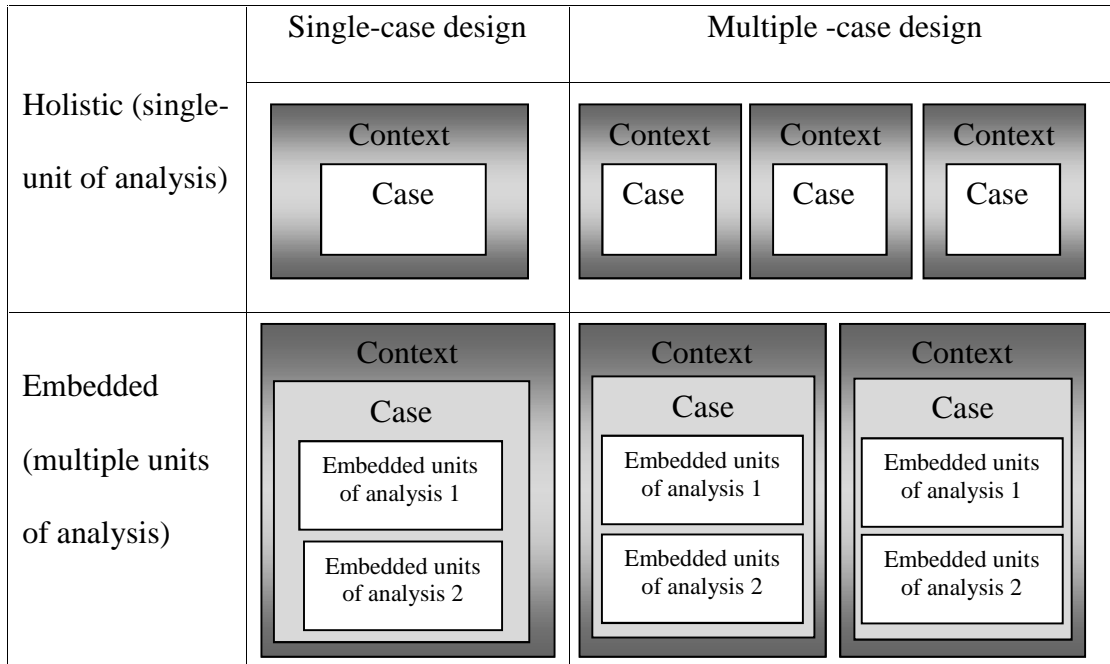 Single-case design
Multiple -case design
Holistic (single-
unit of analysis)
Context
Case
Context
Case
Context
Case
Context
Case
Embedded
(multiple units
of analysis)
Context
Case
Embedded units
of analysis 1
Embedded units
of analysis 2
Context
Case
Embedded units
of analysis 1
Embedded units
of analysis 2
Context
Case
Embedded units
of analysis 1
Embedded units
of analysis 2